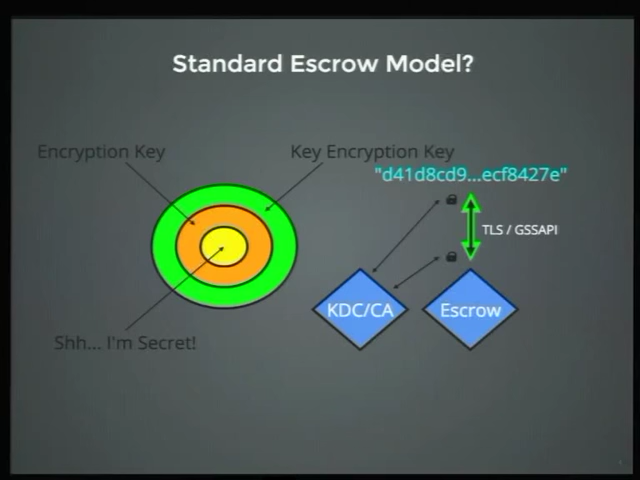 Standard Escrow Model?
Encryption Key
Key Encryption Key
"d41d8cd9...ecf8427e"
TLS / GSSAPI
KDC/CA
Escrow
Shh... I'm Secret!